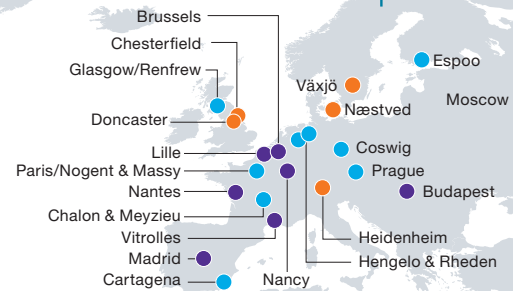 Brussels
Chesterfield
Glasgow/Renfrew
Espoo
Växjö
Moscow
Næstved
Doncaster
Coswig
Lille
Paris/Nogent & Massy
Prague
Nantes
Budapest
Chalon & Meyzieu
Vitrolles
Heidenheim
Madrid
Hengelo & Rheden
Cartagena
Nancy